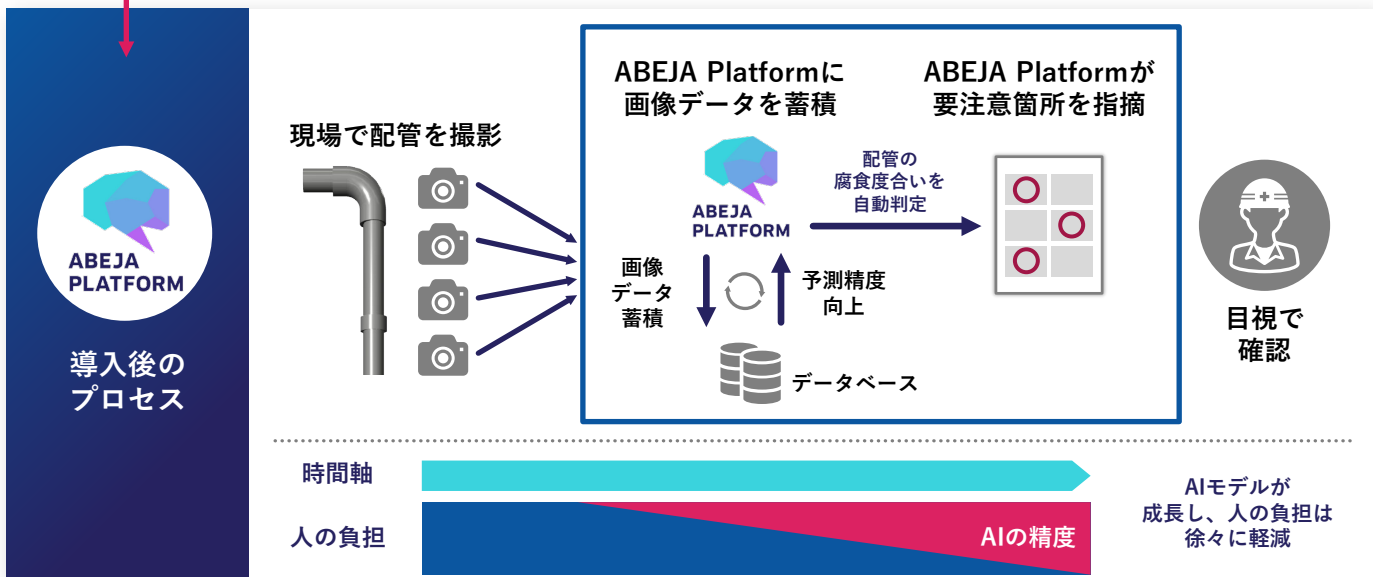 ABEJA
PLATFORM
導入後の
プロセス
現場で配管を撮影
ABEJA Platformに
画像データを蓄積
ABEJA
PLATFORM
画像
データ
蓄積
予測精度
向上
データベース
配管の
腐食度合いを
自動判定
ABEJA Platformが
要注意箇所を指摘
目視で
確認
時間軸
人の負担
AIの精度
AIモデルが
成長し、人の負担は
徐々に軽減